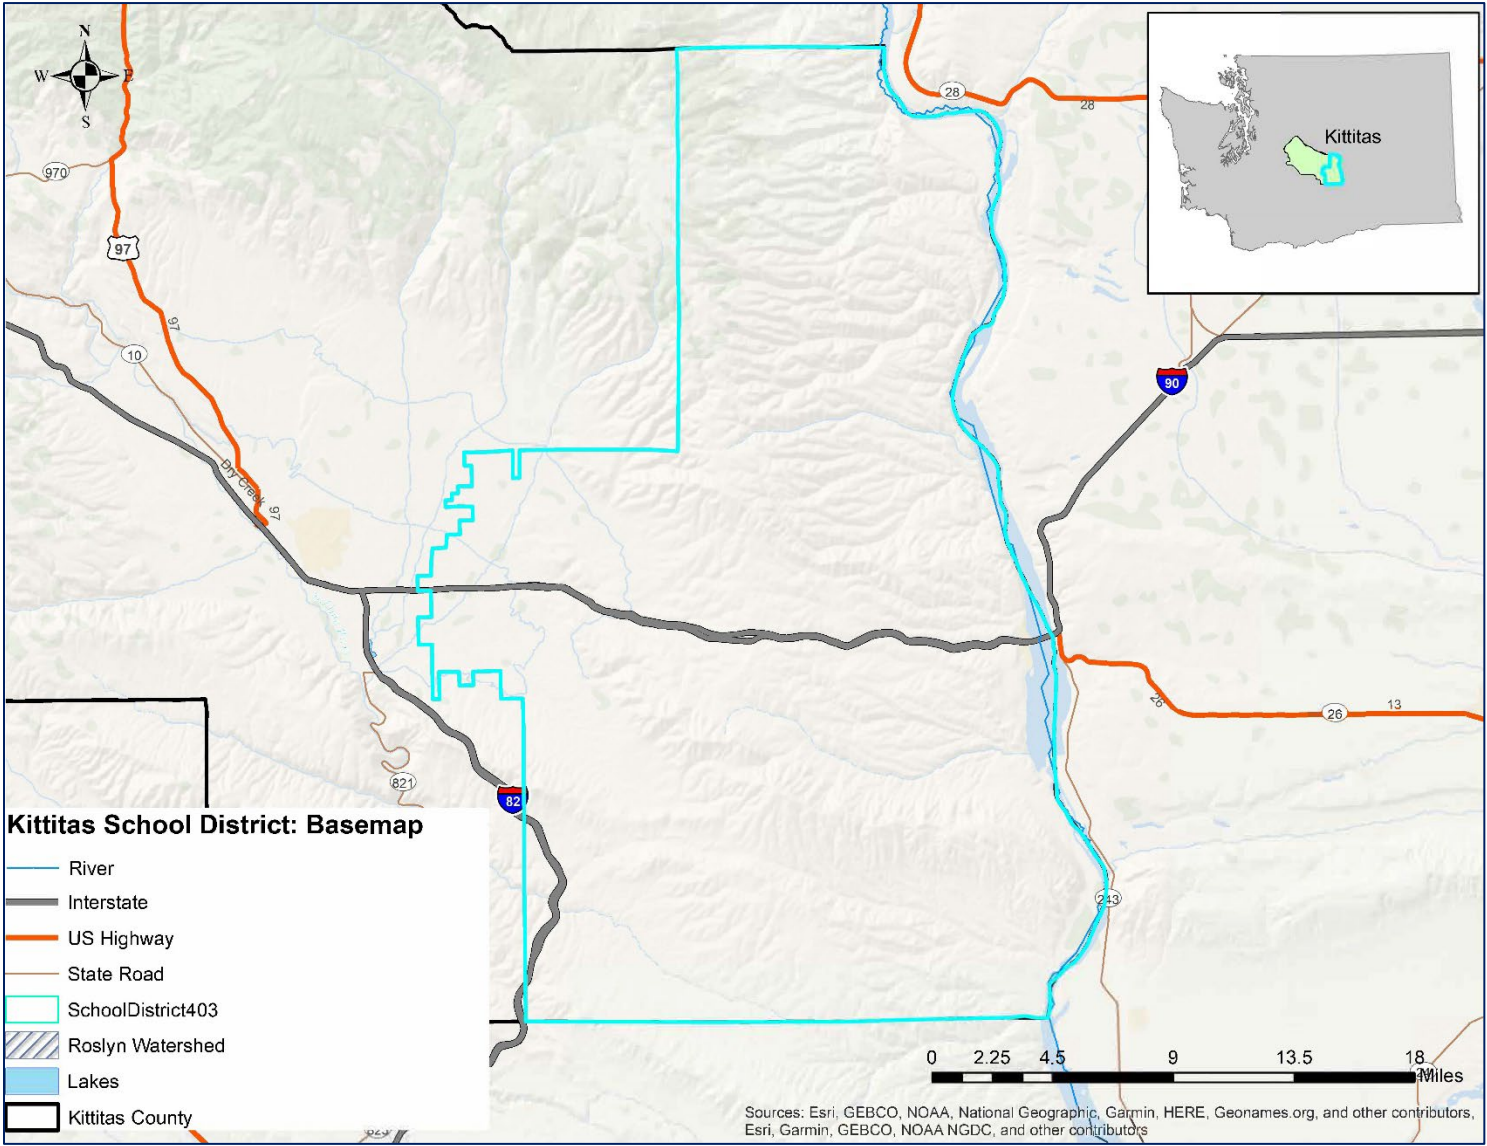 N
W E
S
970
97
97
10
Dry Creek
97
28
28
Kittitas
90
26
26
13
82
821
243
Kittitas School District: Basemap
River
Interstate
US Highway
State Road
SchoolDistrict403
Roslyn Watershed
Lakes
Kittitas County
0 2.25 4.5 9 13.5 18
Miles
823
Sources: Esri, GEBCO, NOAA, National Geographic, Garmin, HERE, Geonames.org, and other contributors,
Esri, Garmin, GEBCO, NOAA NGDC, and other contributors